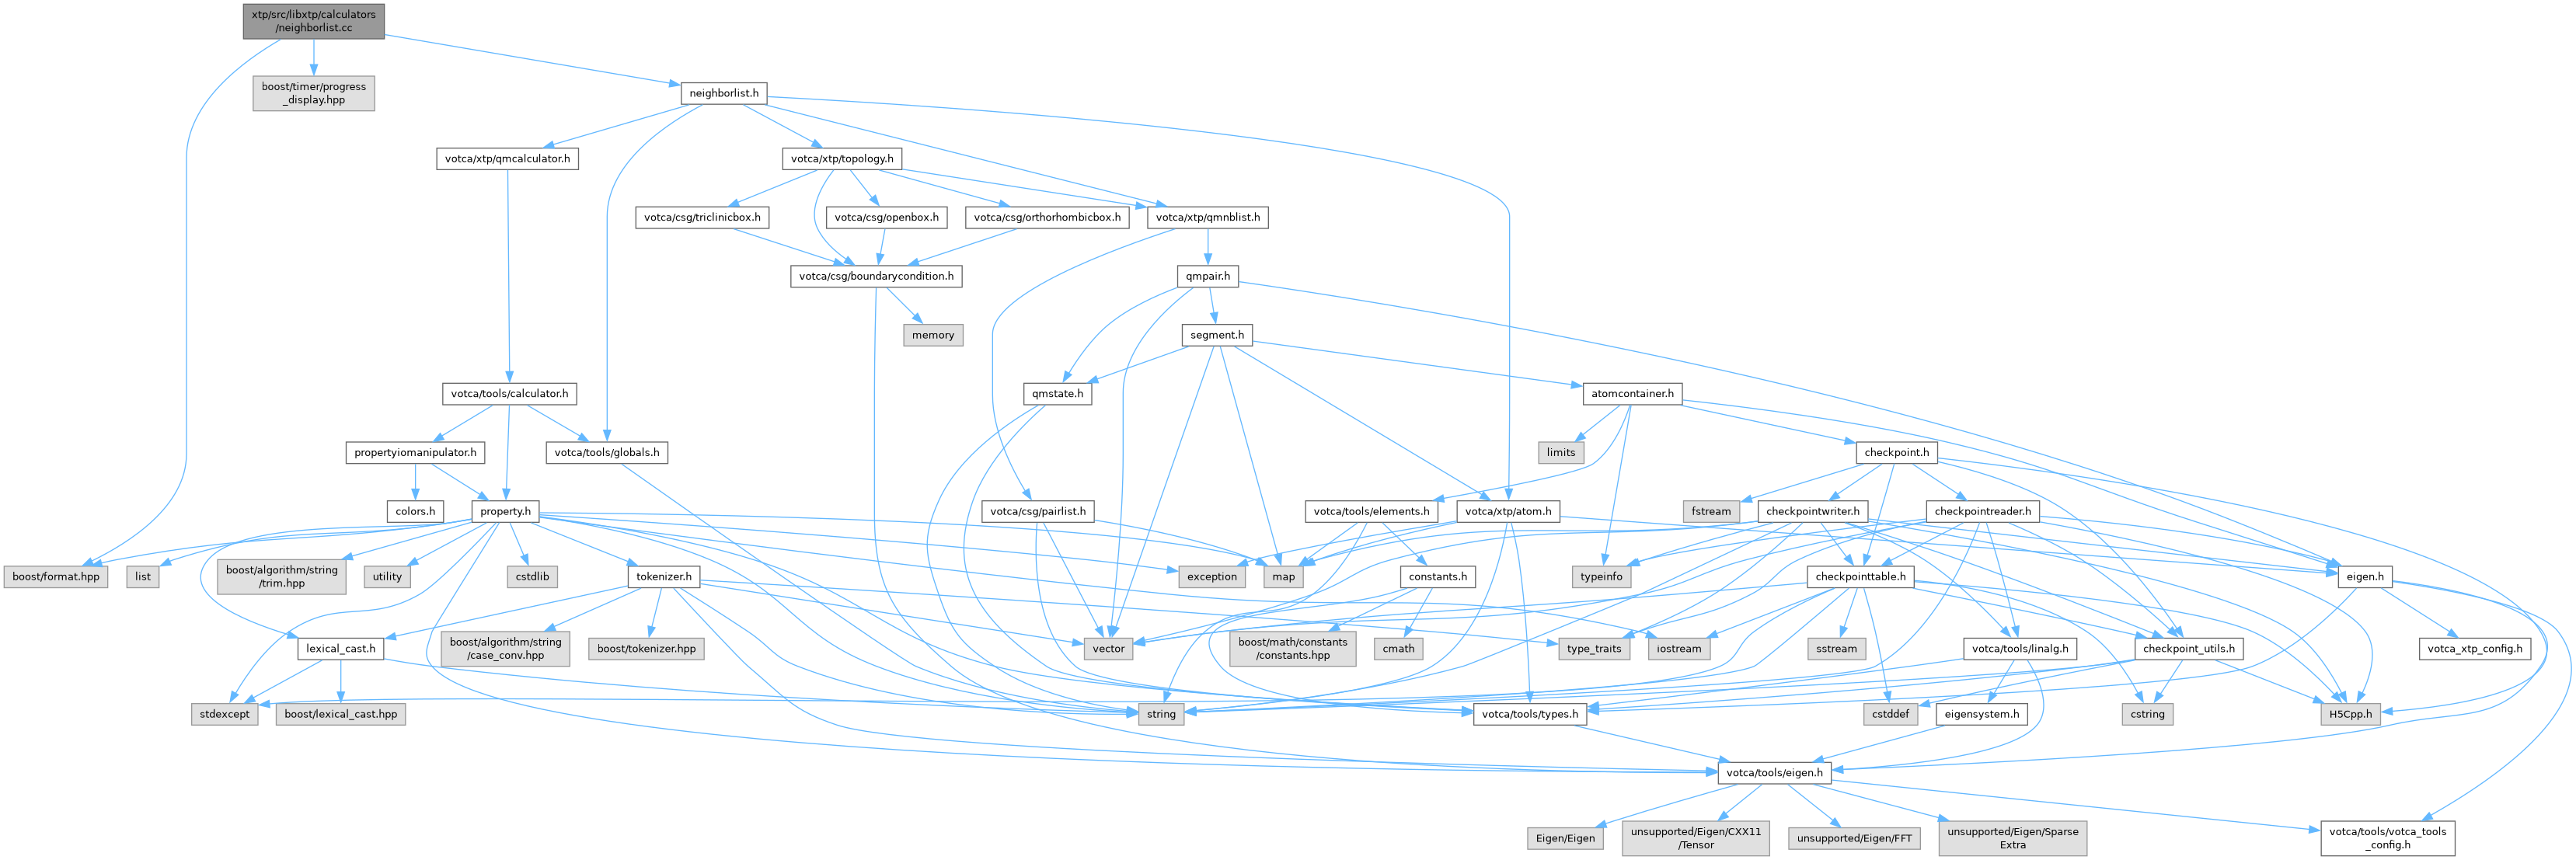 xtp/src/libxtp/calculators
/neighborlist.cc
boost/timer/progress
_display.hpp
neighborlist.h
votca/xtp/qmcalculator.h
votca/xtp/topology.h
votca/csg/triclinicbox.h
votca/csg/openbox.h
votca/csg/orthorhombicbox.h
votca/xtp/qmnblist.h
votca/csg/boundarycondition.h
qmpair.h
memory
segment.h
votca/tools/calculator.h
qmstate.h
atomcontainer.h
propertyiomanipulator.h
votca/tools/globals.h
limits
checkpoint.h
colors.h
property.h
votca/csg/pairlist.h
votca/tools/elements.h
votca/xtp/atom.h
fstream
checkpointwriter.h
checkpointreader.h
boost/format.hpp
list
boost/algorithm/string
/trim.hpp
utility
cstdlib
tokenizer.h
exception
map
constants.h
typeinfo
checkpointtable.h
eigen.h
lexical_cast.h
boost/algorithm/string
/case_conv.hpp
boost/tokenizer.hpp
vector
boost/math/constants
/constants.hpp
cmath
type_traits
iostream
sstream
votca/tools/linalg.h
checkpoint_utils.h
votca_xtp_config.h
stdexcept
boost/lexical_cast.hpp
string
votca/tools/types.h
cstddef
eigensystem.h
cstring
H5Cpp.h
votca/tools/eigen.h
Eigen/Eigen
unsupported/Eigen/CXX11
/Tensor
unsupported/Eigen/FFT
unsupported/Eigen/Sparse
Extra
votca/tools/votca_tools
_config.h